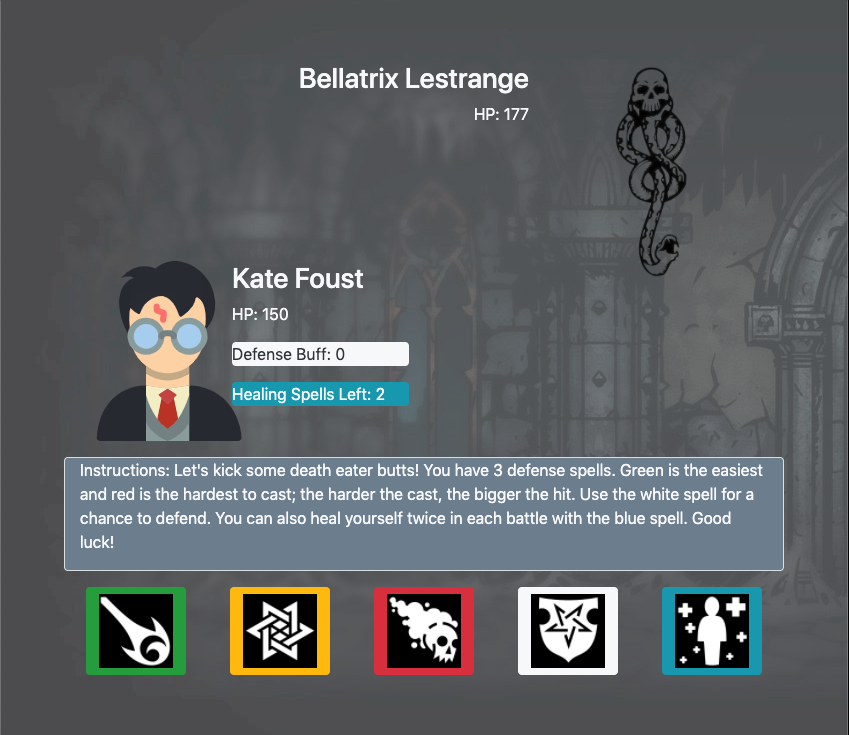 Bellatrix Lestrange
HP: 177
Kate Foust
HP: 150
Defense Buff: 0
Healing Spells Left: 2
Instructions: Let's kick some death eater butts! You have 3 defense spells. Green is the easiest
and red is the hardest to cast; the harder the cast, the bigger the hit. Use the white spell for a
chance to defend. You can also heal yourself twice in each battle with the blue spell. Good
luck!